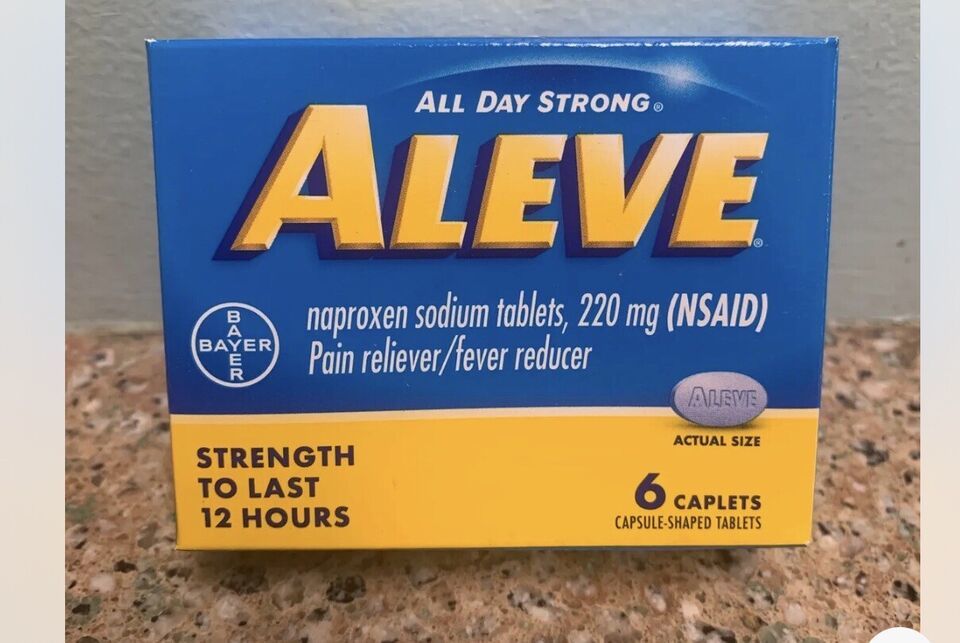 ALL DAY STRONG®
ALEVE®
naproxen sodium tablets, 220 mg (NSAID)
Pain reliever/fever reducer
BAYER
BAYER
ALEVE
ACTUAL SIZE
STRENGTH
TO LAST
12 HOURS
6 CAPLETS
CAPSULE-SHAPED TABLETS